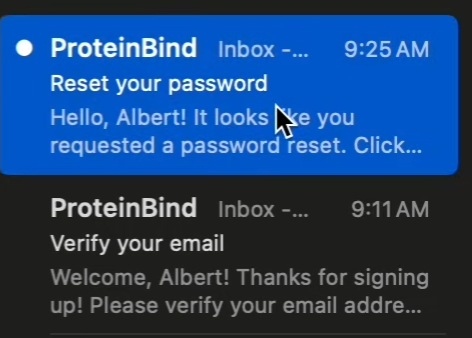 ProteinBind Inbox -... 9:25 AM
Reset your password
Hello, Albert! It looks like you
requested a password reset. Click...
ProteinBind Inbox -... 9:11 AM
Verify your email
Welcome, Albert! Thanks for signing
up! Please verify your email addre...